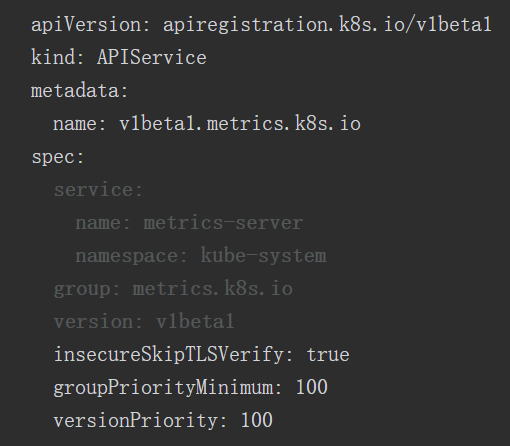 apiVersion: apiregistration.k8s.io/v1beta1
kind: APIService
metadata:
  name: v1beta1.metrics.k8s.io
spec:
  service:
    name: metrics-server
    namespace: kube-system
  group: metrics.k8s.io
  version: v1beta1
  insecureSkipTLSVerify: true
  groupPriorityMinimum: 100
  versionPriority: 100